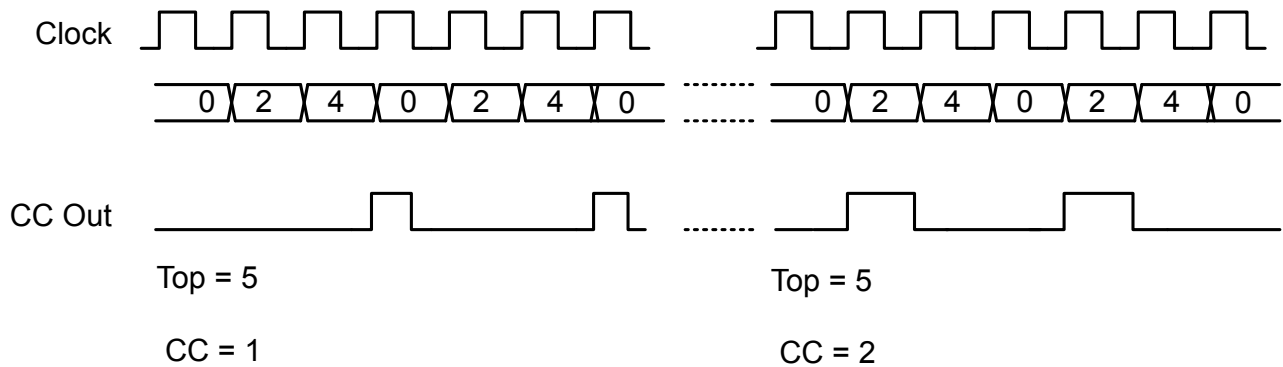 Clock
0 2 4 0 2 4 0 0 2 4 0 2 4 0
CC Out
Top = 5 Top = 5
CC = 1 CC = 2